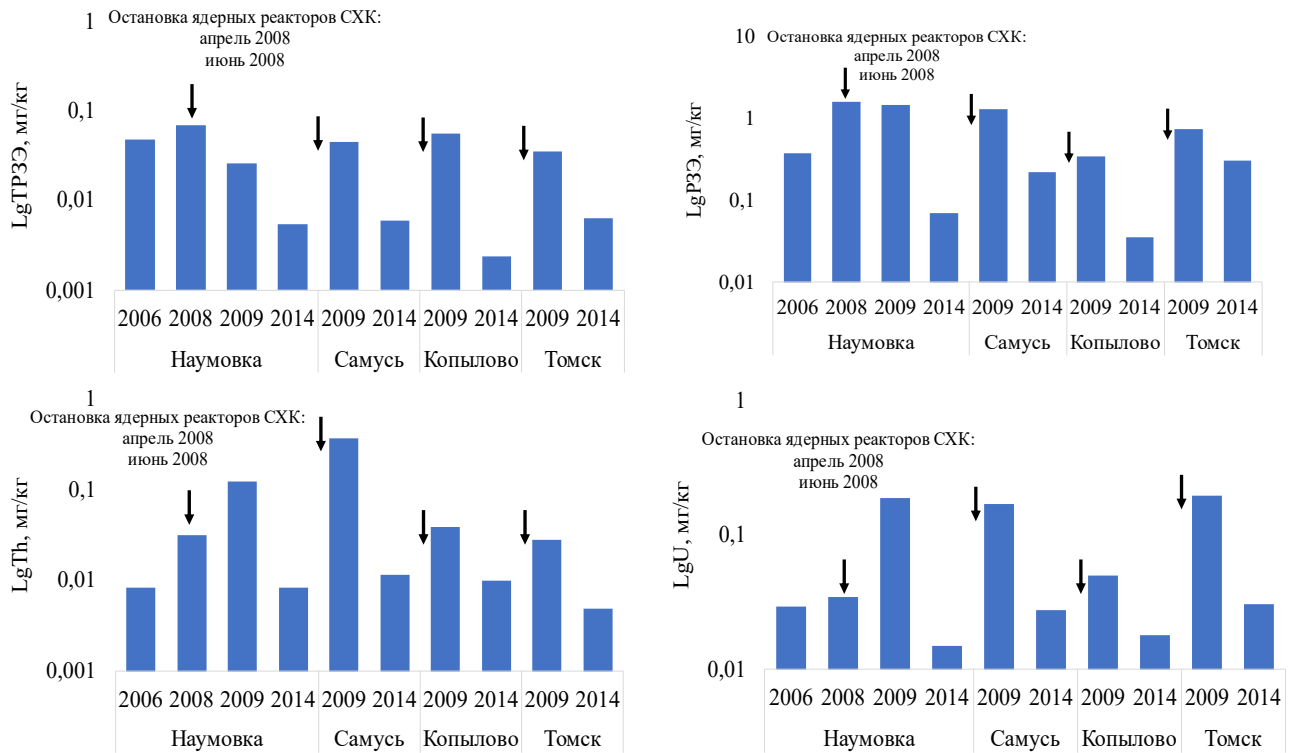 1
Остановка ядерных реакторов СХК:
апрель 2008
июнь 2008
0,1
0,01
0,001
LgТРЗЭ, мг/кг
2006 2008 2009 2014 2009 2014 2009 2014 2009 2014
Наумовка Самусь Копылово Томск
10
Остановка ядерных реакторов СХК:
апрель 2008
июнь 2008
1
0,1
0,01
LgРЗЭ, мг/кг
2006 2008 2009 2014 2009 2014 2009 2014 2009 2014
Наумовка Самусь Копылово Томск
1
Остановка ядерных реакторов СХК:
апрель 2008
июнь 2008
0,1
0,01
0,001
LgTh, мг/кг
2006 2008 2009 2014 2009 2014 2009 2014 2009 2014
Наумовка Самусь Копылово Томск
1
Остановка ядерных реакторов СХК:
апрель 2008
июнь 2008
0,1
0,01
LgU, мг/кг
2006 2008 2009 2014 2009 2014 2009 2014 2009 2014
Наумовка Самусь Копылово Томск